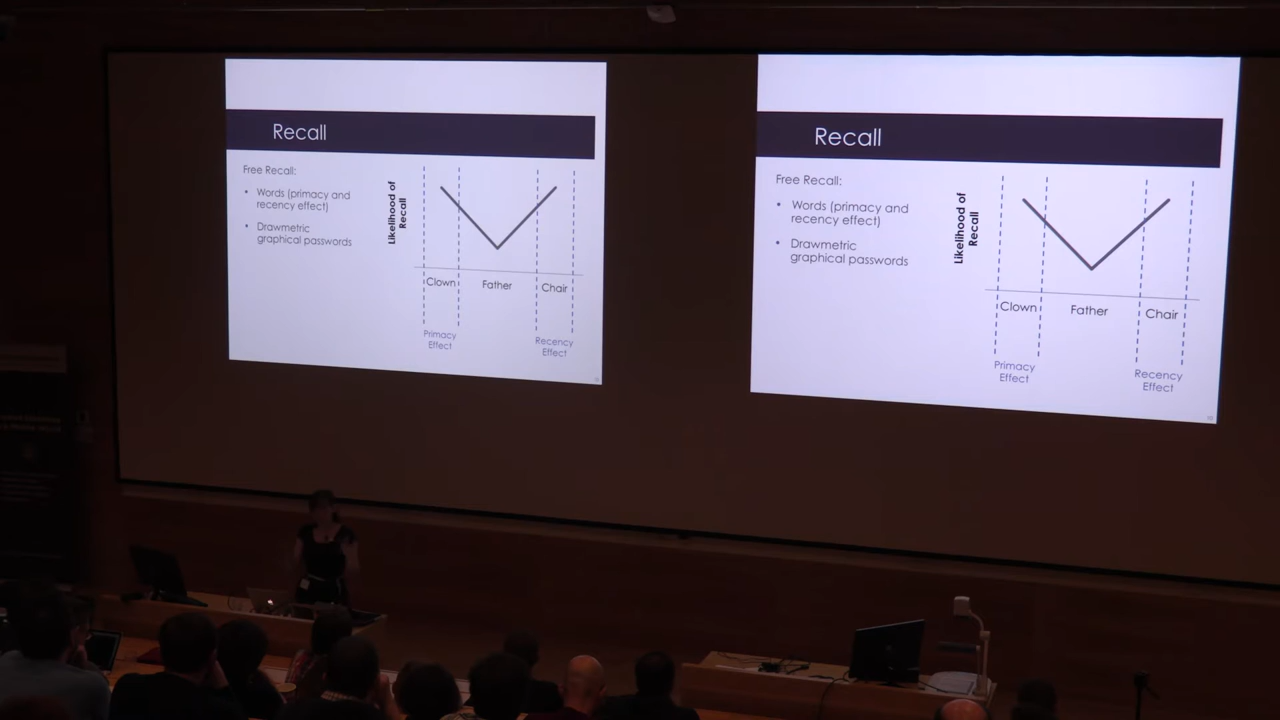 Recall
Free Recall:
• Words (primacy and
recency effect)
• Drawmetric
graphical passwords
Likelihood of
Recall
Clown
Father
Chair
Primacy
Effect
Recency
Effect
Recall
Free Recall:
• Words (primacy and
recency effect)
• Drawmetric
graphical passwords
Likelihood of
Recall
Clown
Father
Chair
Primacy
Effect
Recency
Effect